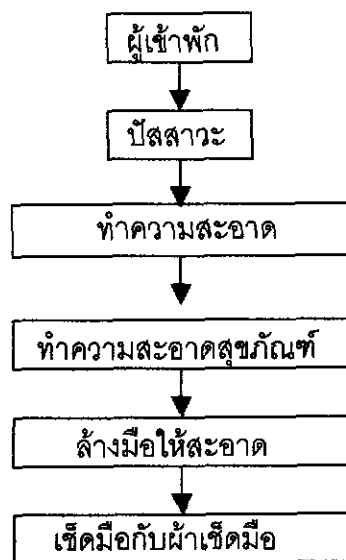 ผู้เข้าพัก
ปัสสาวะ
ทำความสะอาด
ทำความสะอาดสุขภัณฑ์
ล้างมือให้สะอาด
เช็ดมือกับผ้าเช็ดมือ